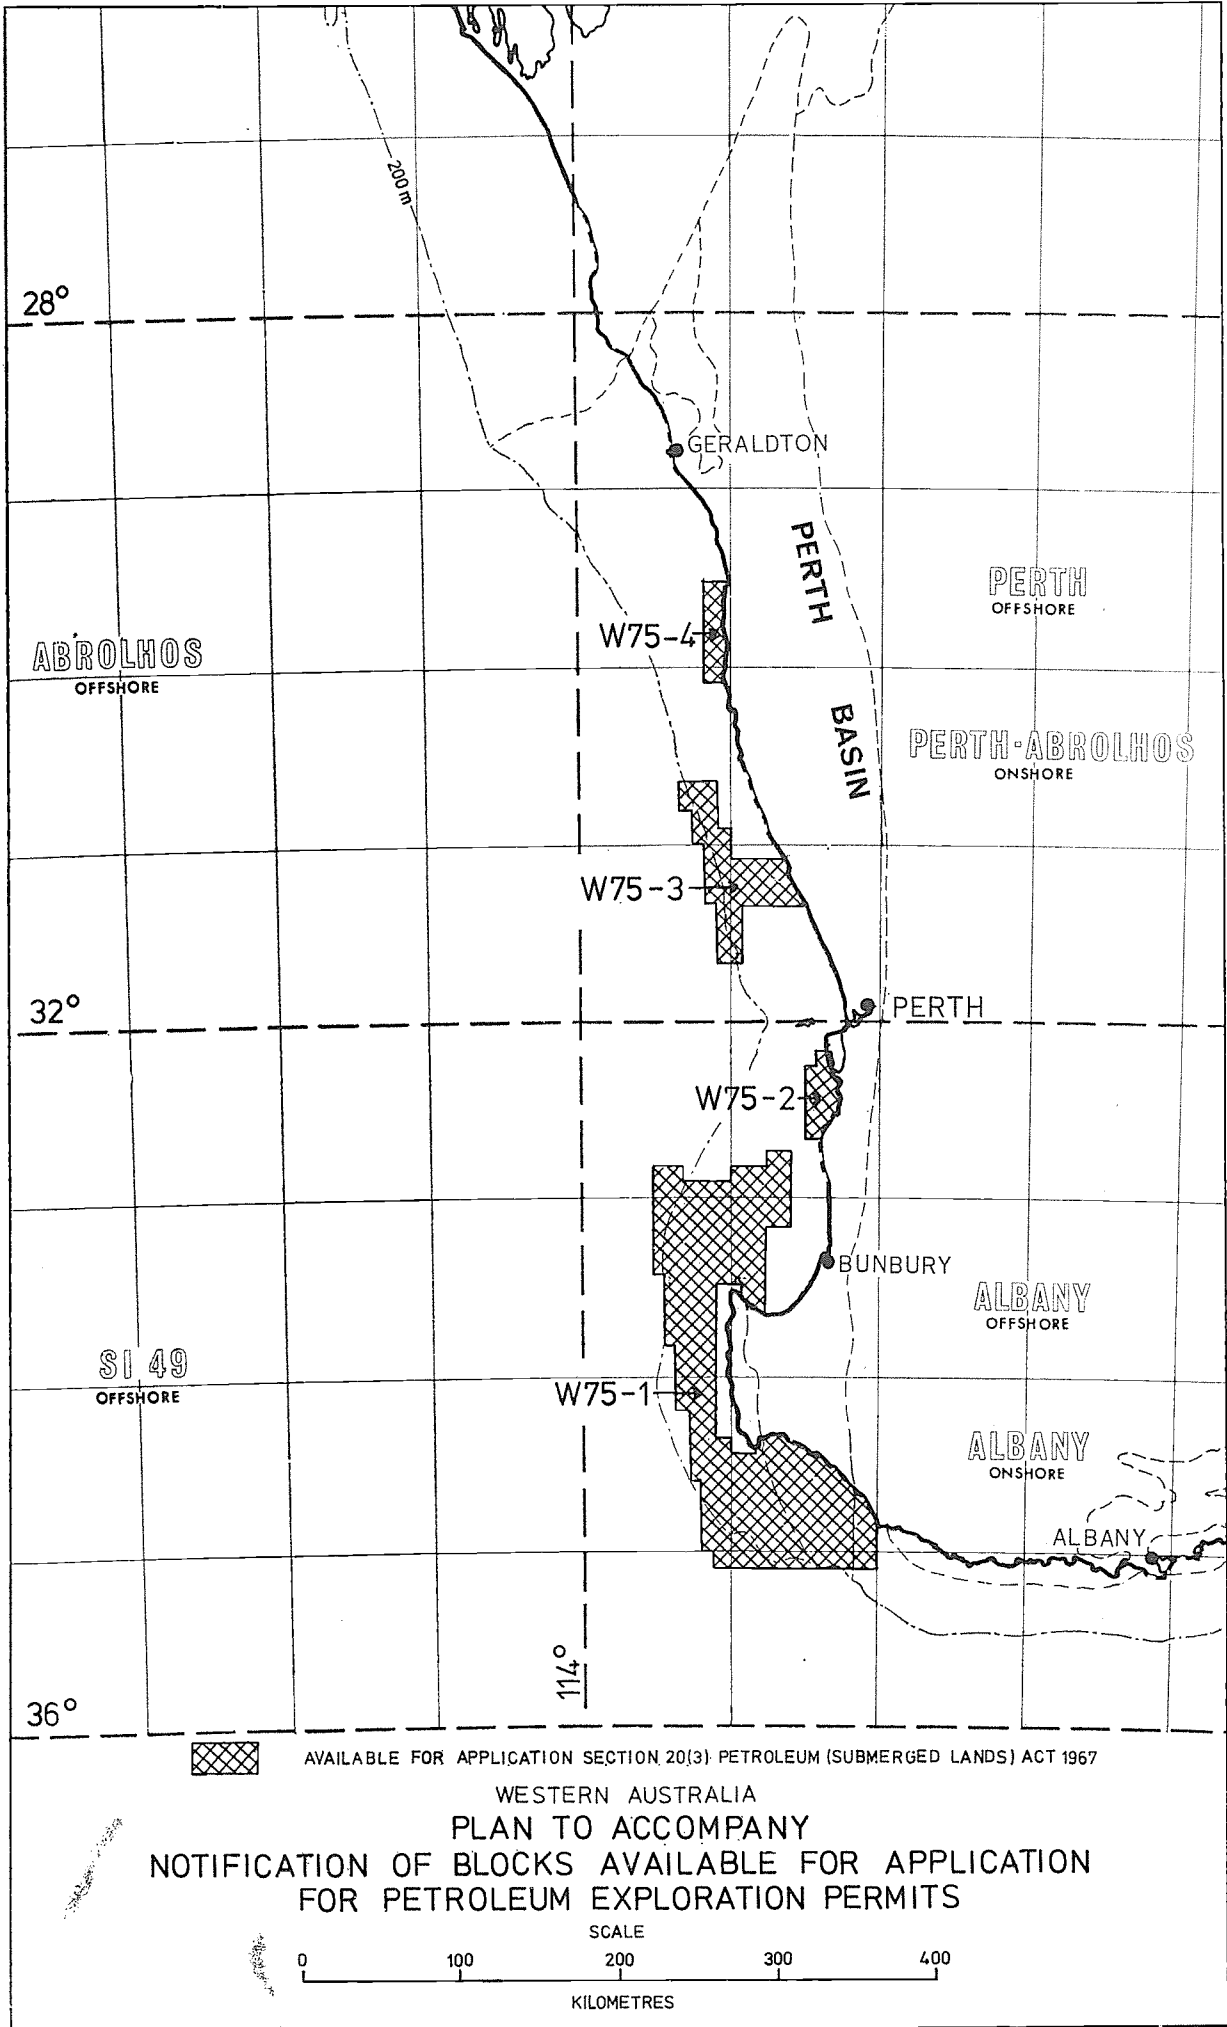 200 m
28°
GERALDTON
PERTH
BASIN
PERTH
OFFSHORE
W75-4
ABROLHOS
OFFSHORE
PERTH-ABROLHOS
ONSHORE
W75-3
32°
PERTH
W75-2
BUNBURY
ALBANY
OFFSHORE
SI 49
OFFSHORE
W75-1
ALBANY
ONSHORE
ALBANY
114°
36°
AVAILABLE FOR APPLICATION SECTION 20(3) PETROLEUM (SUBMERGED LANDS) ACT 1967
WESTERN AUSTRALIA
PLAN TO ACCOMPANY
NOTIFICATION OF BLOCKS AVAILABLE FOR APPLICATION
FOR PETROLEUM EXPLORATION PERMITS
SCALE
0 100 200 300 400
KILOMETRES